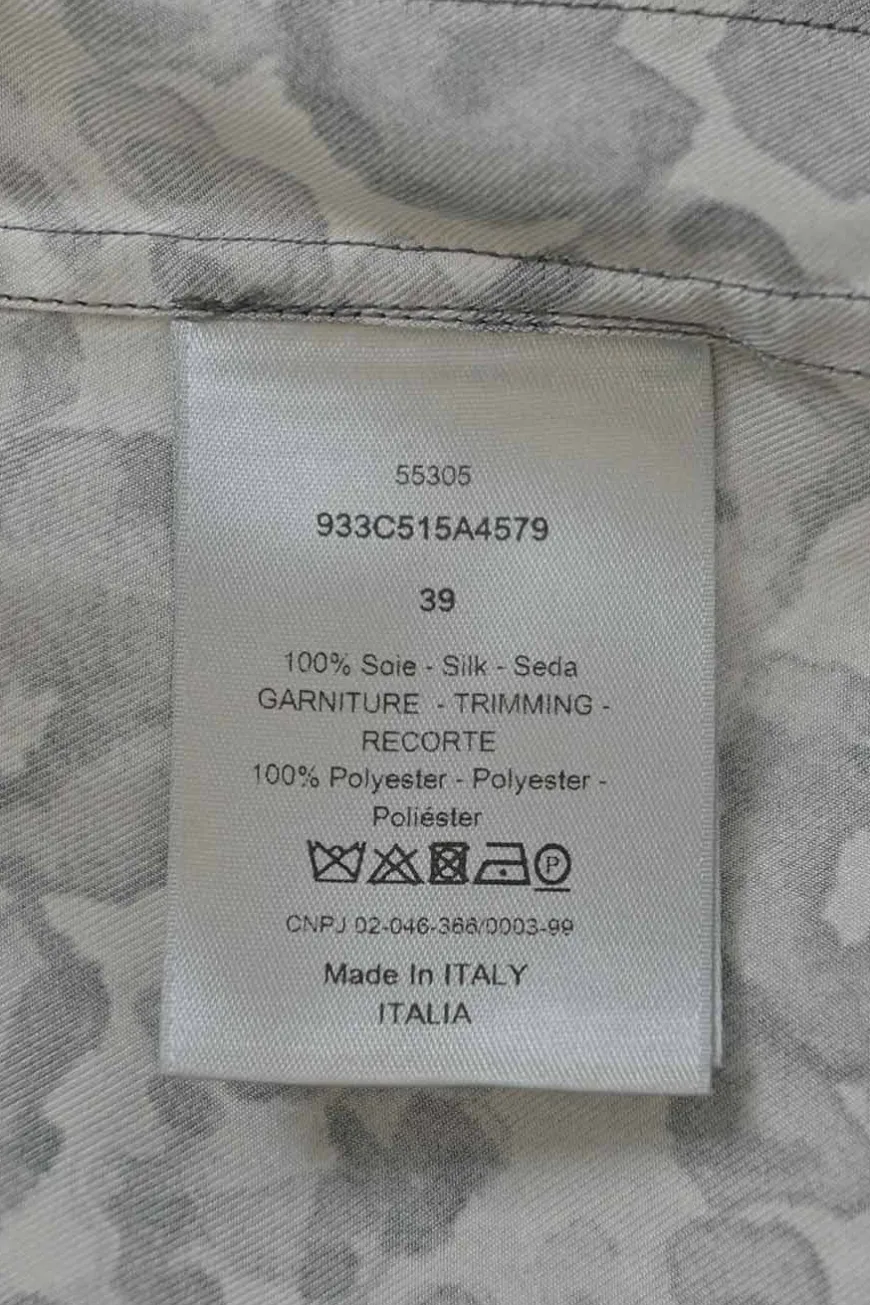 55305
933C515A4579
39
100% Soie - Silk - Seda
GARNITURE - TRIMMING -
RECORTE
100% Polyester - Polyester -
Poliéster
P
CNPJ 02-046-366/0003-99
Made In ITALY
ITALIA